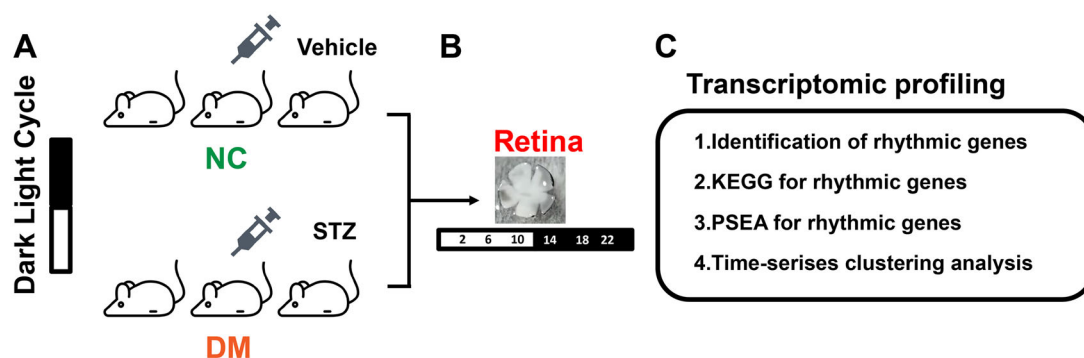 A
Dark Light Cycle
Vehicle
NC
STZ
DM
B
Retina
2 6 10 14 18 22
C
Transcriptomic profiling
1.Identification of rhythmic genes
2.KEGG for rhythmic genes
3.PSEA for rhythmic genes
4.Time-serises clustering analysis